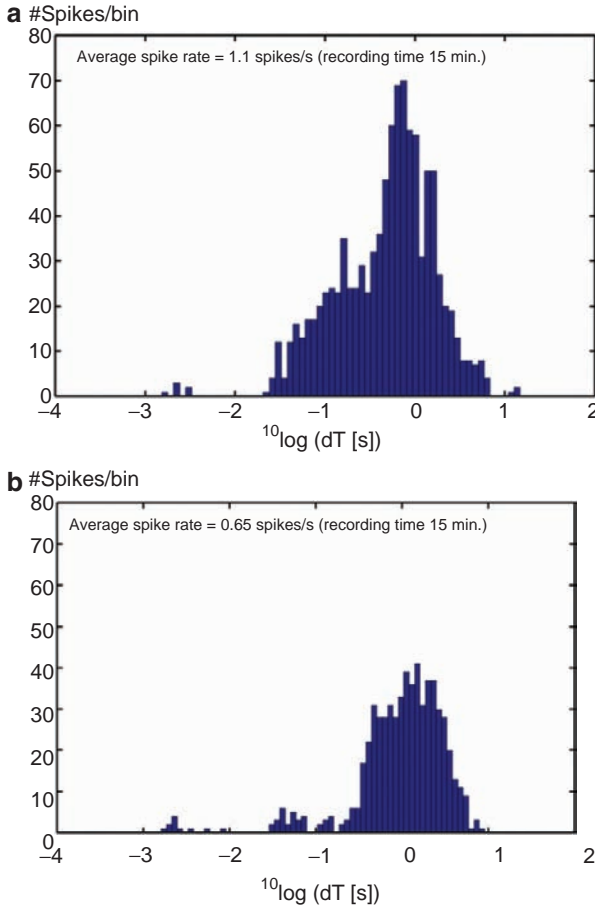 a #Spikes/bin
80
Average spike rate = 1.1 spikes/s (recording time 15 min.)
70
60
50
40
30
20
10
0
–4 –3 –2 –1 0 1 2
10log (dT [s])
b #Spikes/bin
80
Average spike rate = 0.65 spikes/s (recording time 15 min.)
70
60
50
40
30
20
10
0
–4 –3 –2 –1 0 1 2
10log (dT [s])